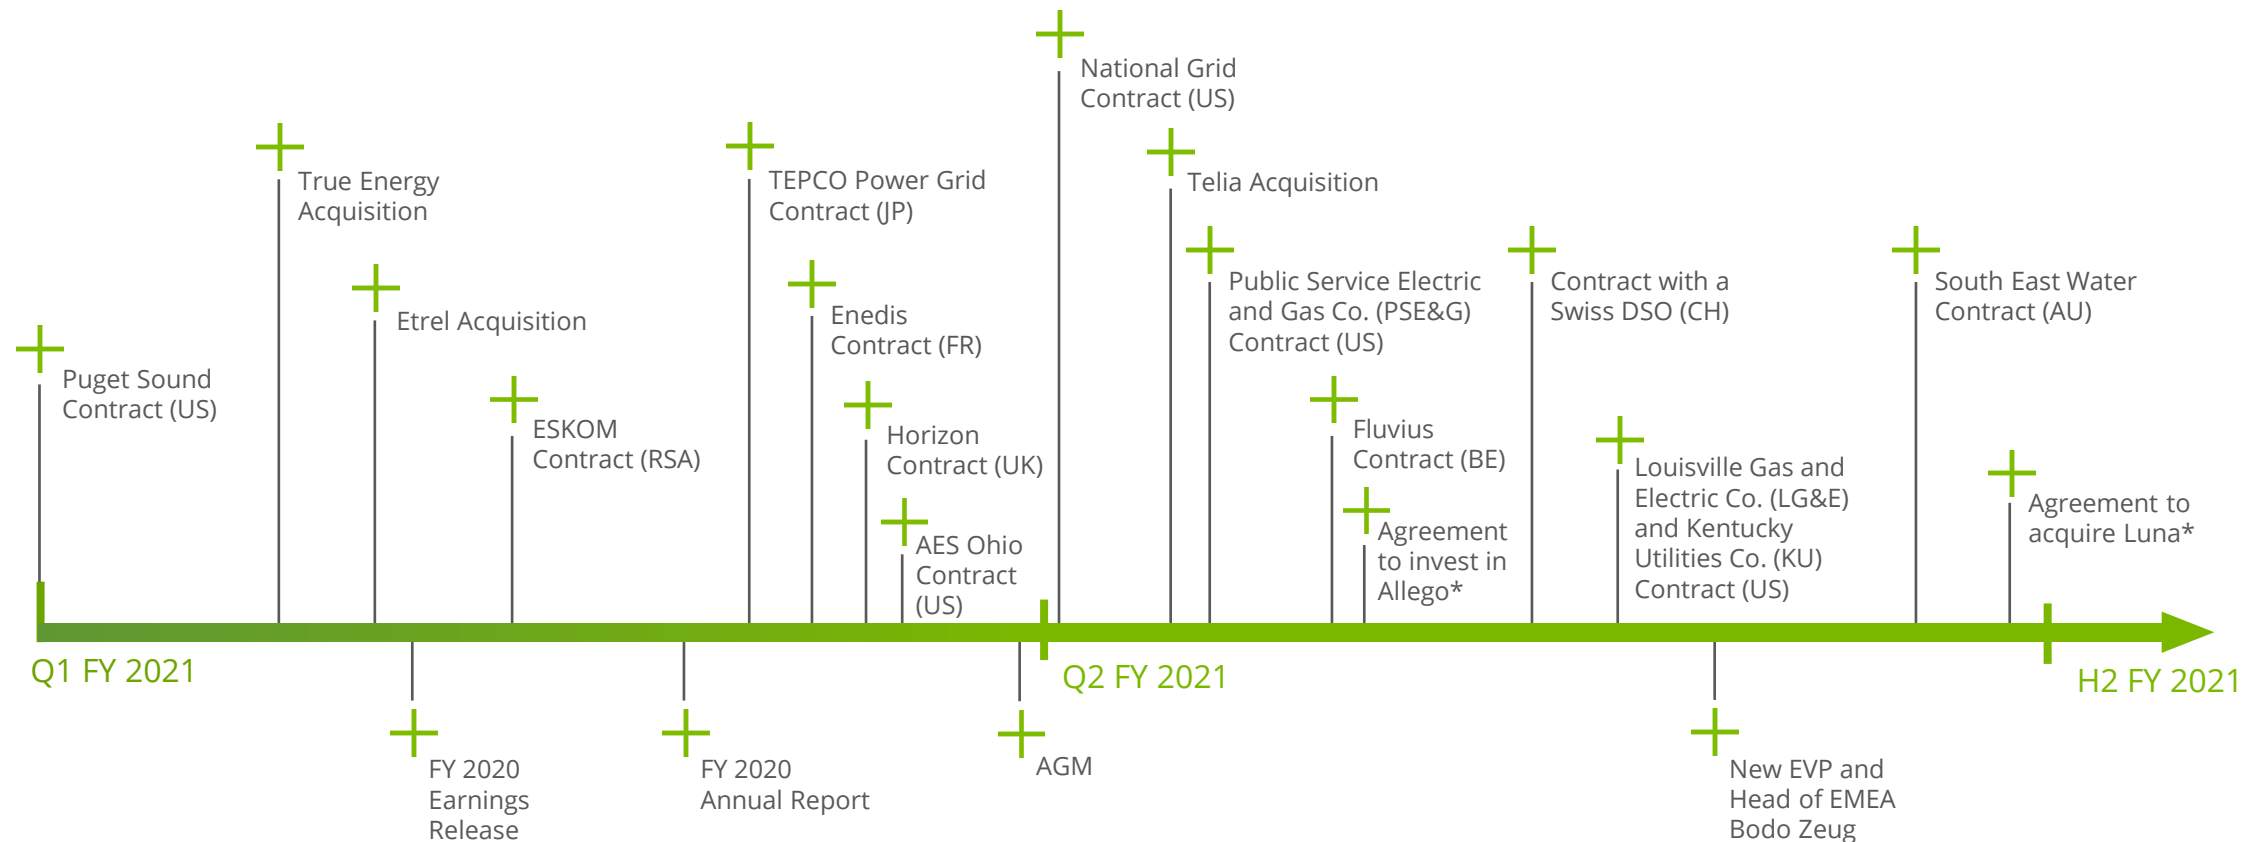 National Grid
Contract (US)
True Energy
Acquisition
TEPCO Power Grid
Contract (JP)
Telia Acquisition
Etrel Acquisition
Enedis
Contract (FR)
Public Service Electric
and Gas Co. (PSE&G)
Contract (US)
Contract with a
Swiss DSO (CH)
South East Water
Contract (AU)
Puget Sound
Contract (US)
ESKOM
Contract (RSA)
Horizon
Contract (UK)
Fluvius
Contract (BE)
Louisville Gas and
Electric Co. (LG&E)
and Kentucky
Utilities Co. (KU)
Contract (US)
AES Ohio
Contract
(US)
Agreement
to invest in
Allego*
Agreement to
acquire Luna*
Q1 FY 2021
Q2 FY 2021
H2 FY 2021
FY 2020
Earnings
Release
FY 2020
Annual Report
AGM
New EVP and
Head of EMEA
Bodo Zeug